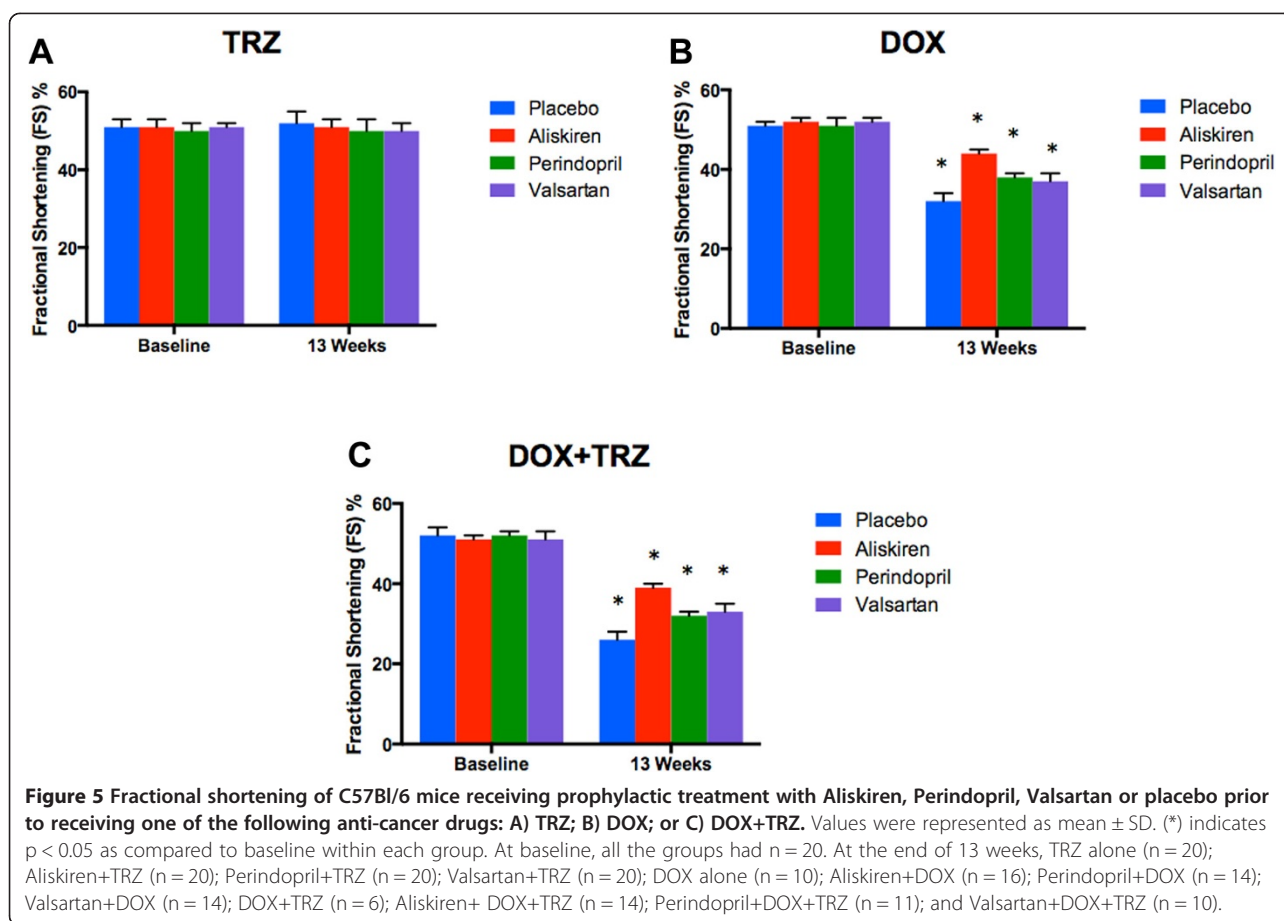 A
TRZ
Fractional Shortening (FS) %
60
40
20
0
Baseline
13 Weeks
Placebo
Aliskiren
Perindopril
Valsartan
B
DOX
Fractional Shortening (FS) %
60
40
20
0
*
*
*
*
Baseline
13 Weeks
Placebo
Aliskiren
Perindopril
Valsartan
C
DOX+TRZ
Fractional Shortening (FS) %
60
40
20
0
*
*
*
*
Baseline
13 Weeks
Placebo
Aliskiren
Perindopril
Valsartan
Figure 5 Fractional shortening of C57Bl/6 mice receiving prophylactic treatment with Aliskiren, Perindopril, Valsartan or placebo prior
to receiving one of the following anti-cancer drugs: A) TRZ; B) DOX; or C) DOX+TRZ. Values were represented as mean ± SD. (*) indicates
p < 0.05 as compared to baseline within each group. At baseline, all the groups had n = 20. At the end of 13 weeks, TRZ alone (n = 20);
Aliskiren+TRZ (n = 20); Perindopril+TRZ (n = 20); Valsartan+TRZ (n = 20); DOX alone (n = 10); Aliskiren+DOX (n = 16); Perindopril+DOX (n = 14);
Valsartan+DOX (n = 14); DOX+TRZ (n = 6); Aliskiren+ DOX+TRZ (n = 14); Perindopril+DOX+TRZ (n = 11); and Valsartan+DOX+TRZ (n = 10).